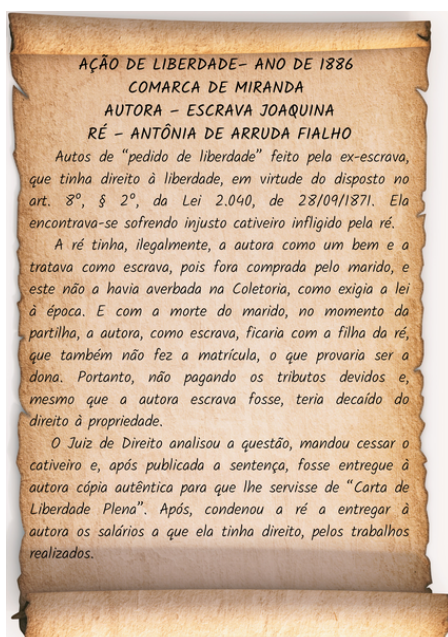 AÇÃO DE LIBERDADE– ANO DE 1886
COMARCA DE MIRANDA
AUTORA – ESCRAVA JOAQUINA
RÉ – ANTÔNIA DE ARRUDA FIALHO
Autos de “pedido de liberdade” feito pela ex-escrava,
que tinha direito à liberdade, em virtude do disposto no
art. 8º, § 2º, da Lei 2.040, de 28/09/1871. Ela
encontrava-se sofrendo injusto cativeiro infligido pela ré.
A ré tinha, ilegalmente, a autora como um bem e a
tratava como escrava, pois fora comprada pelo marido, e
este não a havia averbada na Coletoria, como exigia a lei
à época. E com a morte do marido, no momento da
partilha, a autora, como escrava, ficaria com a filha da ré,
que também não fez a matrícula, o que provaria ser a
dona. Portanto, não pagando os tributos devidos e,
mesmo que a autora escrava fosse, teria decaído do
direito à propriedade.
O Juiz de Direito analisou a questão, mandou cessar o
cativeiro e, após publicada a sentença, fosse entregue à
autora cópia autêntica para que lhe servisse de “Carta de
Liberdade Plena”. Após, condenou a ré a entregar à
autora os salários a que ela tinha direito, pelos trabalhos
realizados.